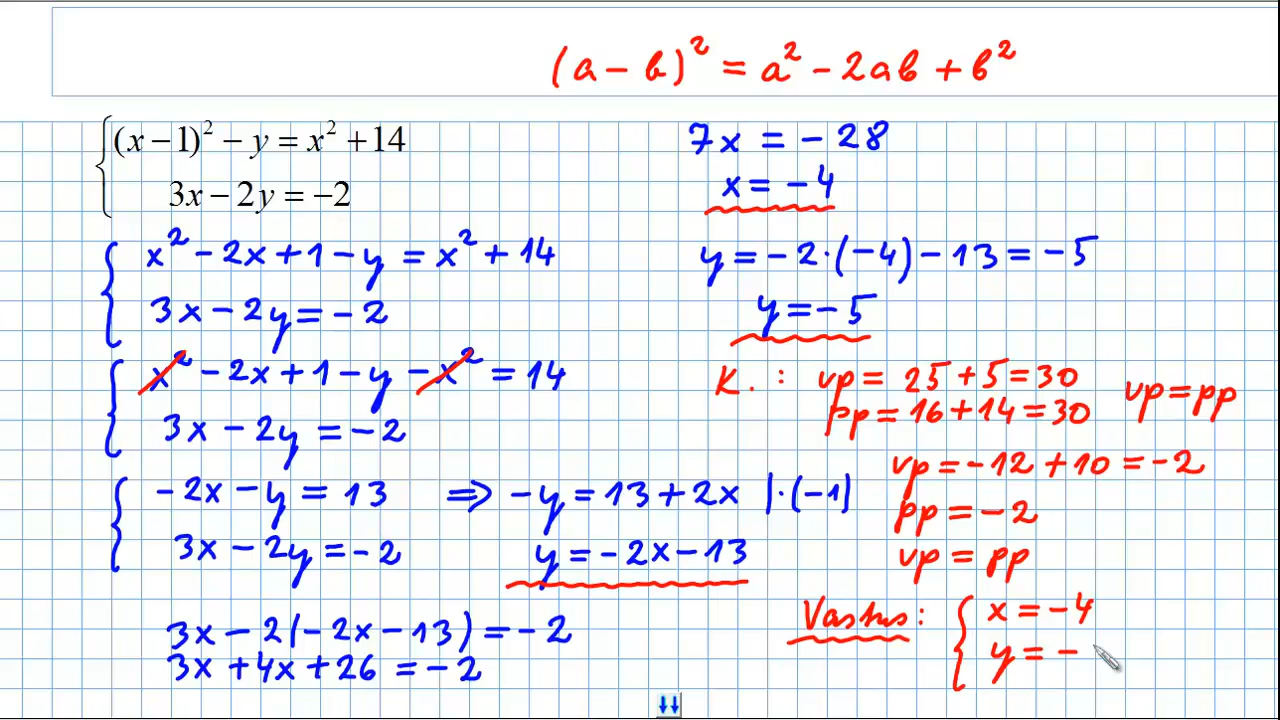 (a - b)² = a² - 2ab + b²
(x - 1)² - y = x² + 14
3x - 2y = -2
x² - 2x + 1 - y = x² + 14
3x - 2y = -2
x² - 2x + 1 - y - x² = 14
3x - 2y = -2
-2x - y = 13 => -y = 13 + 2x | · (-1)
3x - 2y = -2 y = -2x - 13
3x - 2(-2x - 13) = -2
3x + 4x + 26 = -2
7x = -28
x = -4
y = -2 · (-4) - 13 = -5
y = -5
K. : vp = 25 + 5 = 30
pp = 16 + 14 = 30 vp = pp
vp = -12 + 10 = -2
pp = -2
vp = pp
Vastus: x = -4
y = -